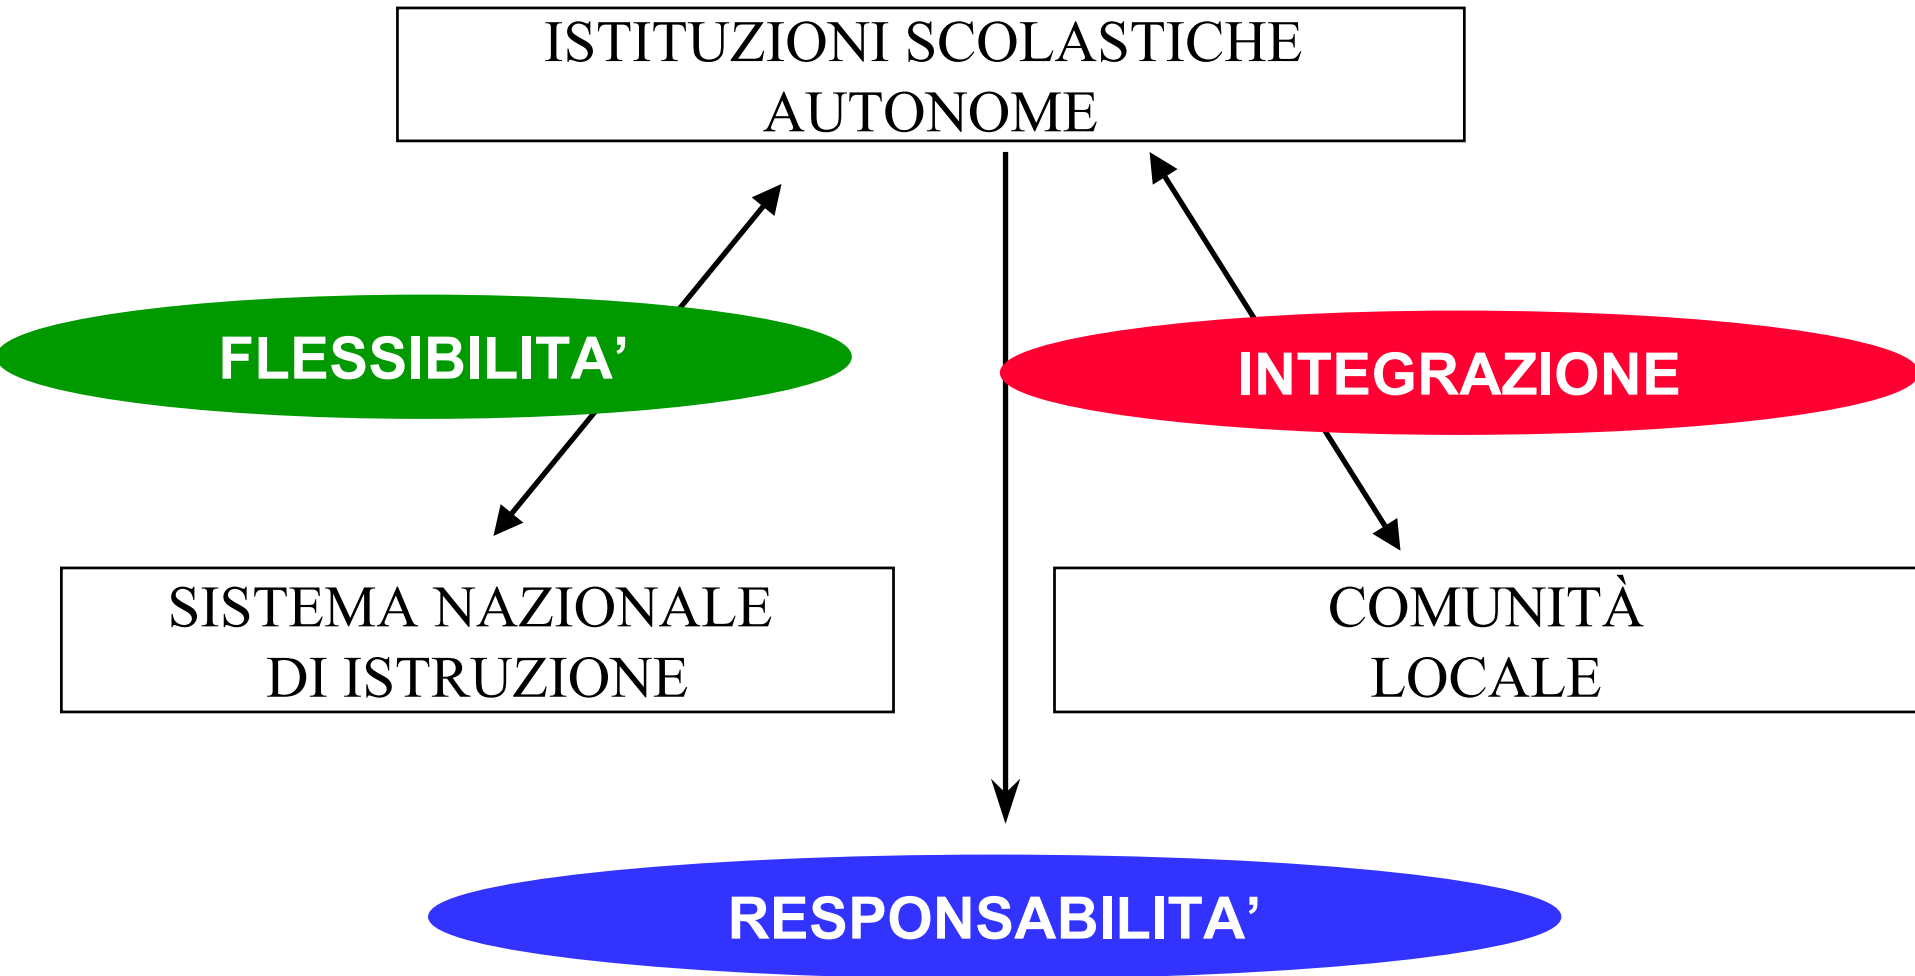 ISTITUZIONI SCOLASTICHE
AUTONOME
FLESSIBILITA’
INTEGRAZIONE
SISTEMA NAZIONALE
DI ISTRUZIONE
COMUNITÀ
LOCALE
RESPONSABILITA’